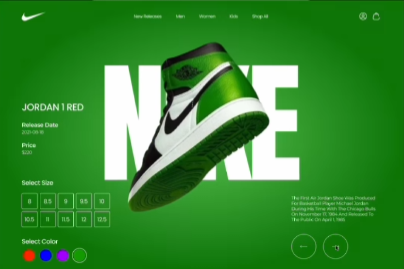 New Releases Men Women Kids Shop All
NIKE
JORDAN 1 RED
Release Date
Price
$220
Select Size
8 8.5 9 9.5 10
10.5 11 11.5 12 12.5
Select Color
The First Air Jordan Shoe Was Produced
For Basketball Player Michael Jordan
During His Time With The Chicago Bulls
On November 17, 1984 And Released To
The Public On April 1, 1985